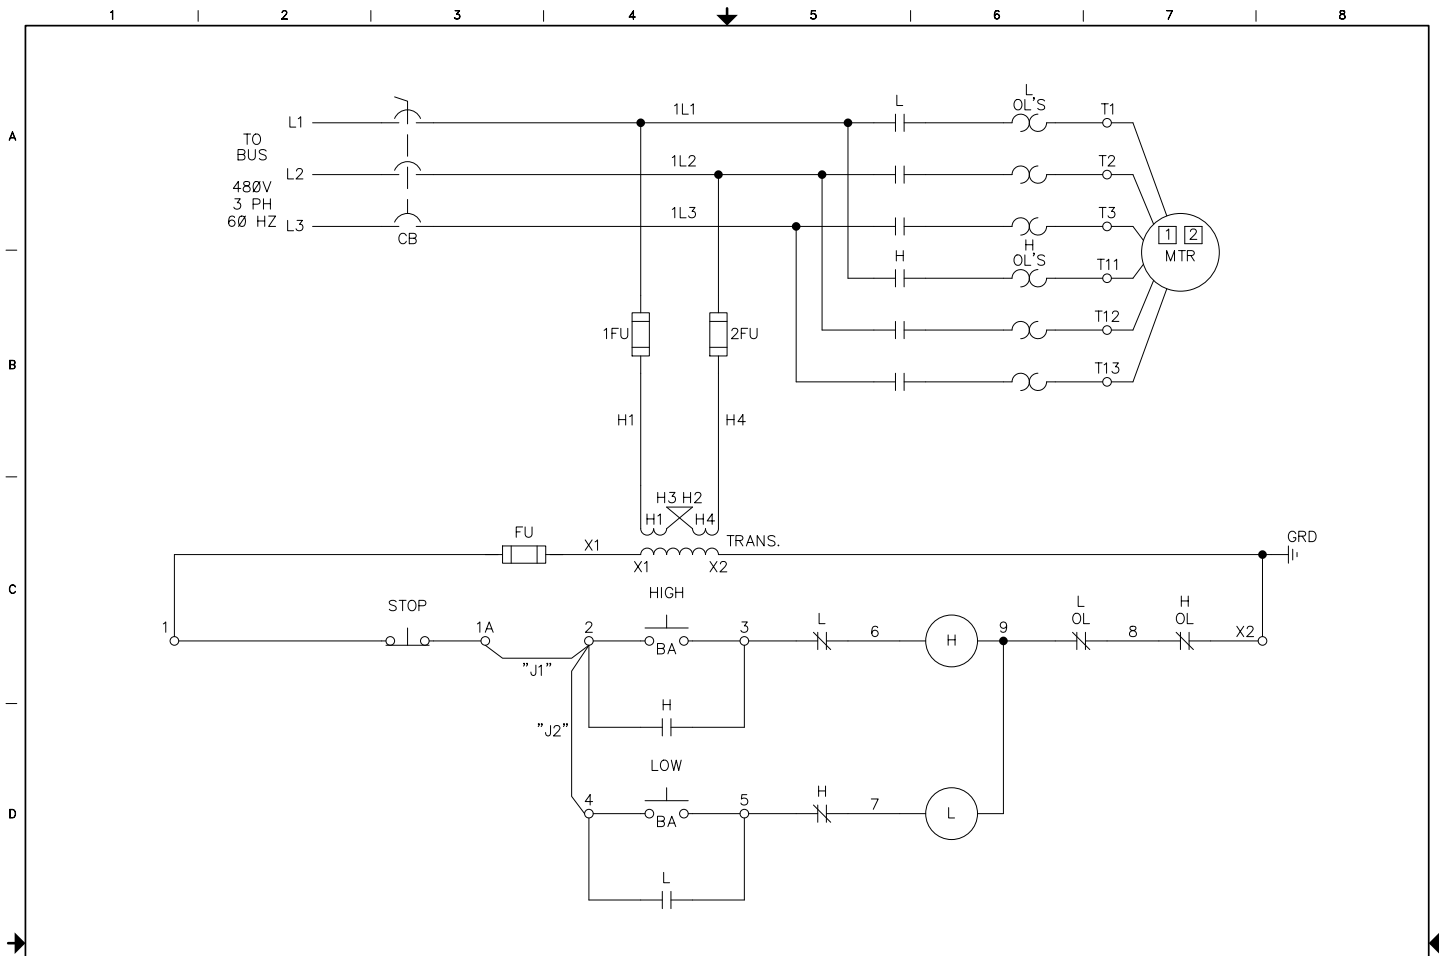 1 2 3 4 5 6 7 8
A
B
C
D
TO
BUS
48ØV
3 PH
6Ø HZ
L1
L2
L3
CB
1L1
1L2
1L3
L
L
OL'S
T1
T2
T3
H
H
OL'S
T11
T12
T13
1 2
MTR
1FU
2FU
H1
H4
H3 H2
H1 H4
TRANS.
FU
X1
X1 X2
GRD
HIGH
STOP
1
1A
2
BA
3
L
6
H
9
L
OL
8
H
OL
X2
"J1"
H
"J2"
LOW
4
BA
5
H
7
L
L